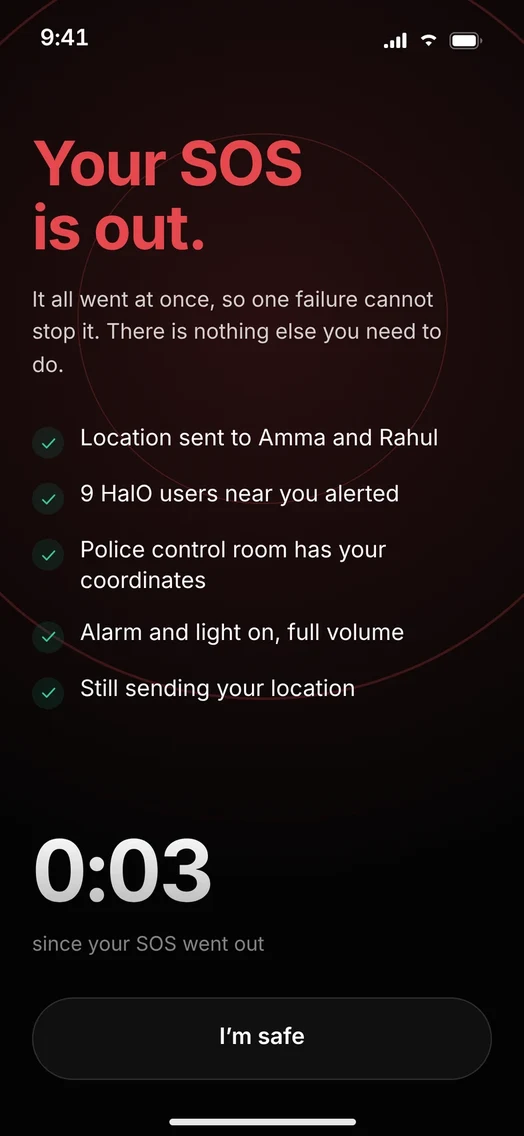 9:41
Your SOS
is out.
It all went at once, so one failure cannot
stop it. There is nothing else you need to
do.
Location sent to Amma and Rahul
9 HalO users near you alerted
Police control room has your
coordinates
Alarm and light on, full volume
Still sending your location
0:03
since your SOS went out
I’m safe